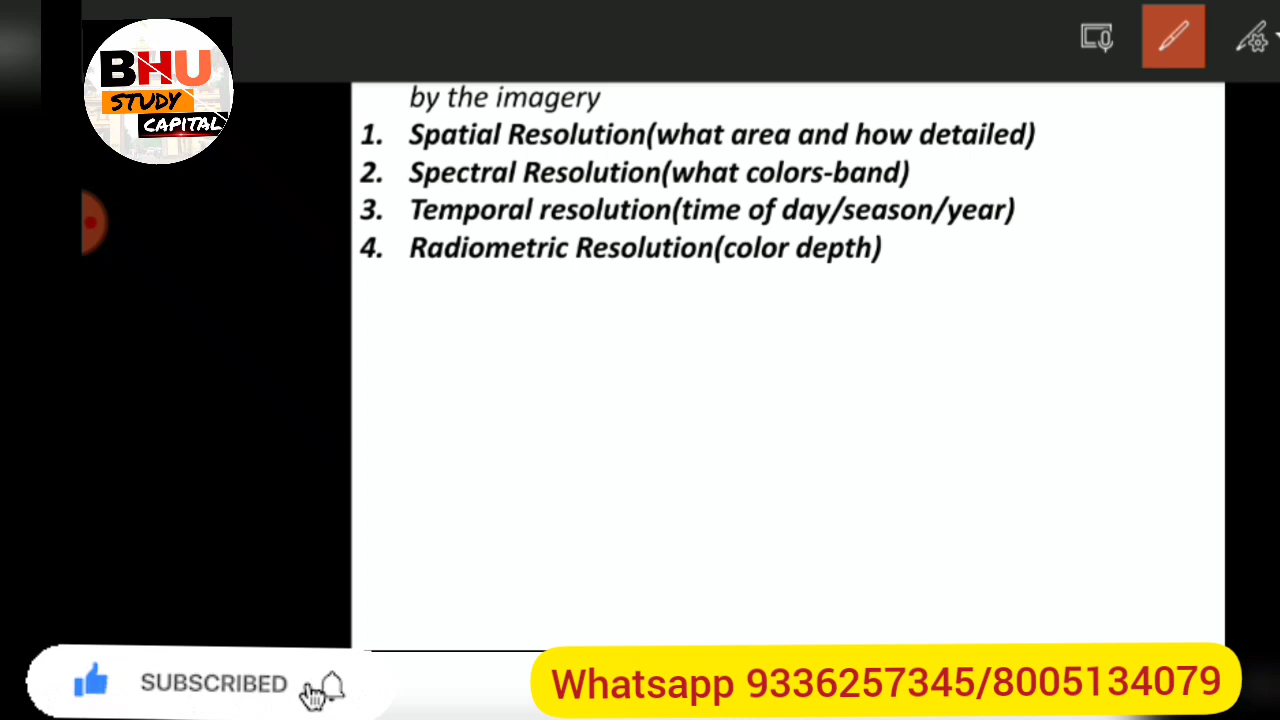 BHU
STUDY
CAPITAL
by the imagery
1. Spatial Resolution(what area and how detailed)
2. Spectral Resolution(what colors-band)
3. Temporal resolution(time of day/season/year)
4. Radiometric Resolution(color depth)
SUBSCRIBED
Whatsapp 9336257345/8005134079